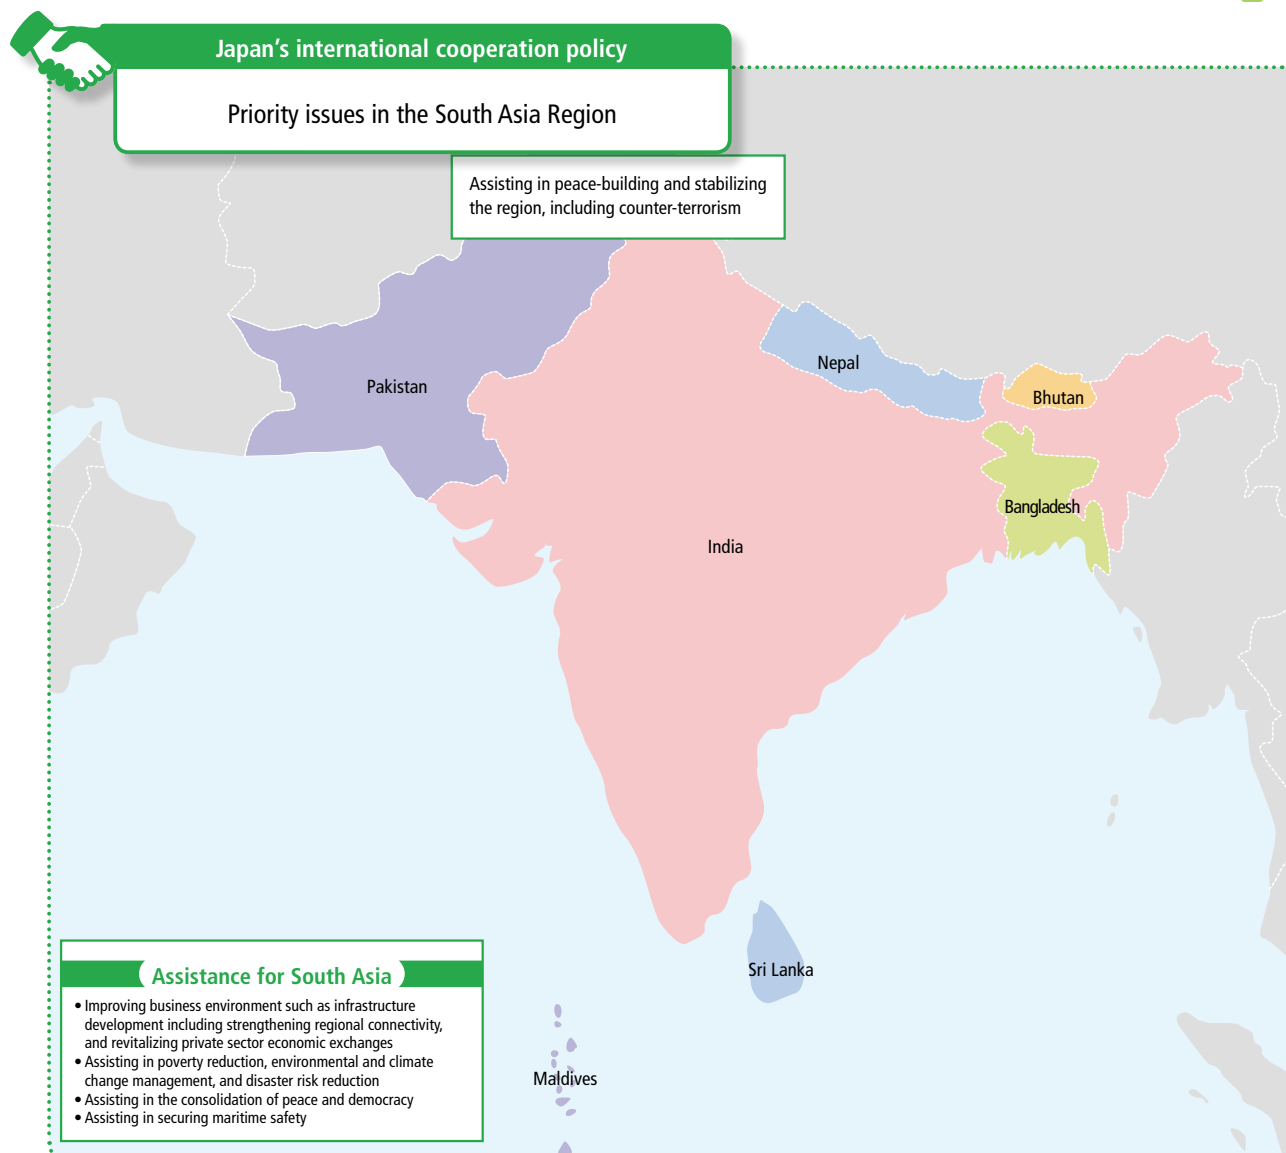 Japan’s international cooperation policy
Priority issues in the South Asia Region
Assisting in peace-building and stabilizing
the region, including counter-terrorism
Pakistan
Nepal
Bhutan
Bangladesh
India
Sri Lanka
Maldives
Assistance for South Asia
• Improving business environment such as infrastructure
development including strengthening regional connectivity,
and revitalizing private sector economic exchanges
• Assisting in poverty reduction, environmental and climate
change management, and disaster risk reduction
• Assisting in the consolidation of peace and democracy
• Assisting in securing maritime safety